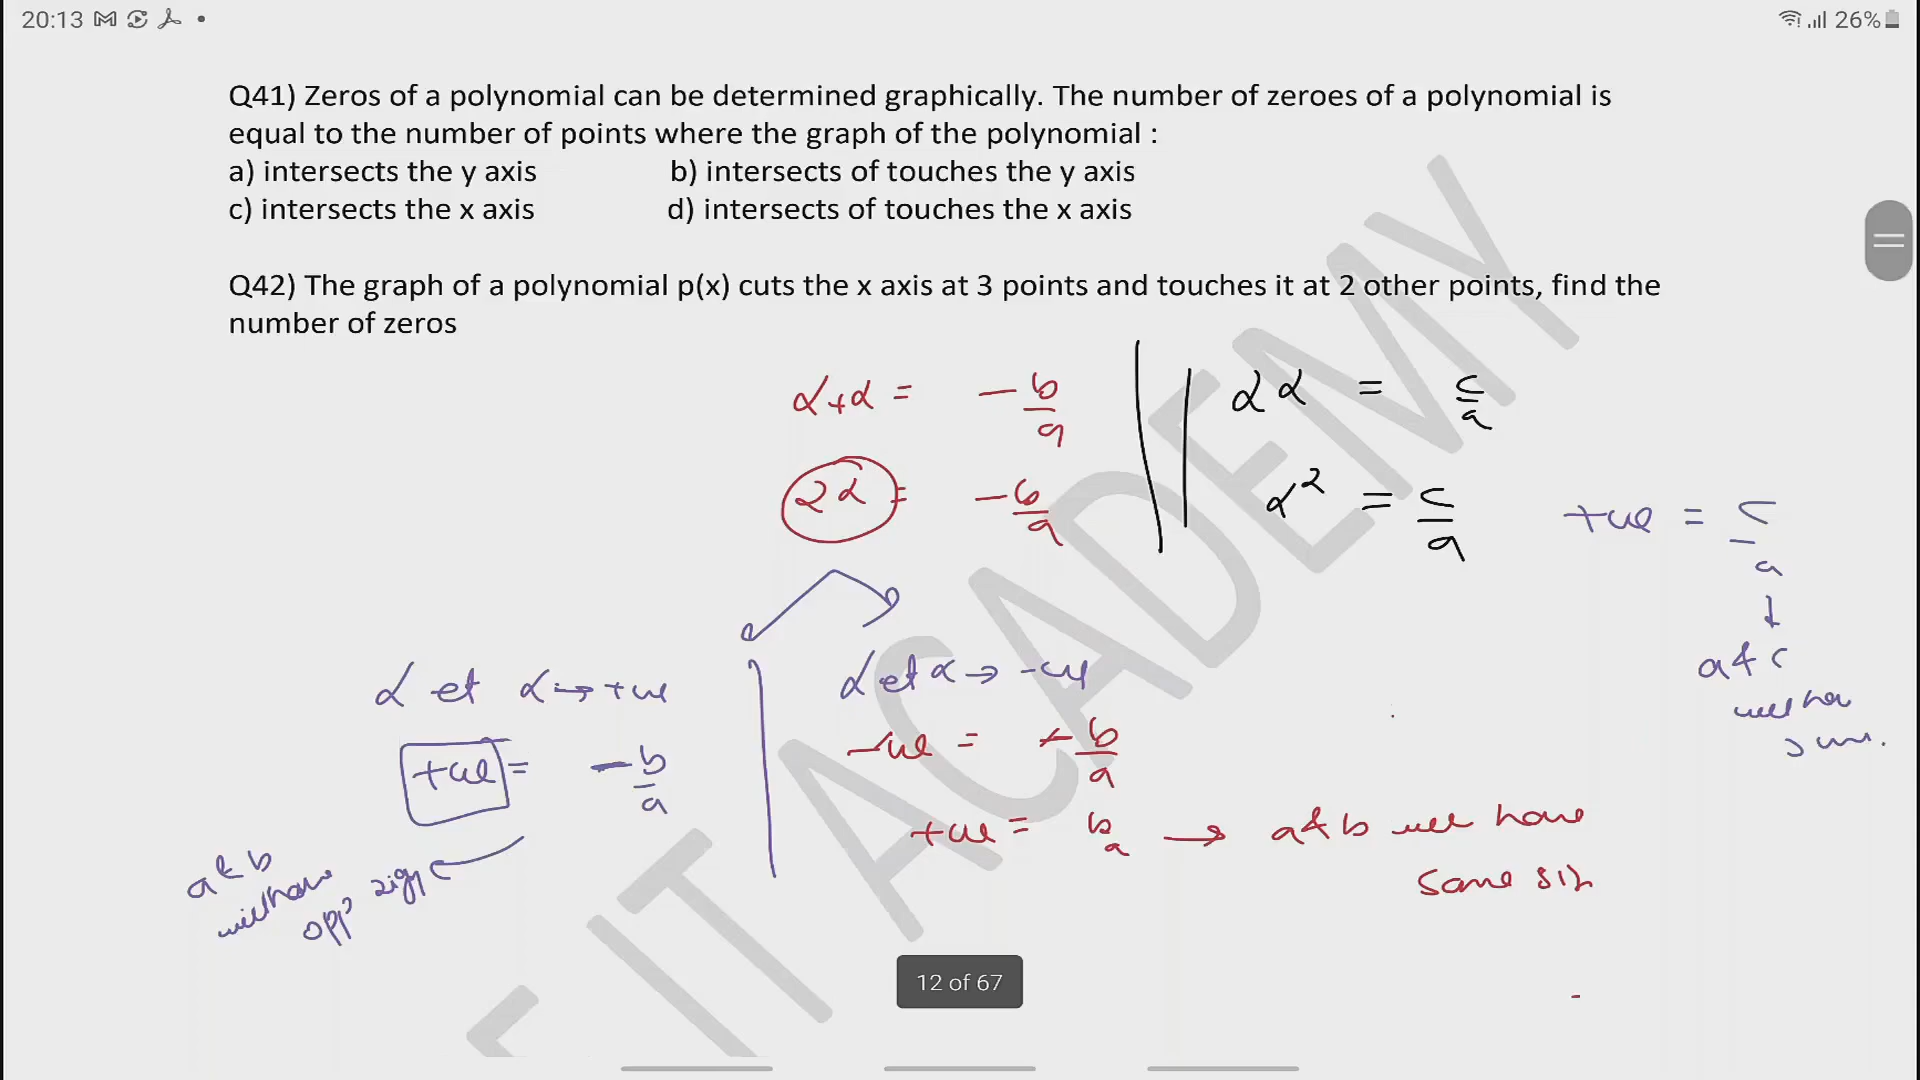 20:13
26%
Q41) Zeros of a polynomial can be determined graphically. The number of zeroes of a polynomial is
equal to the number of points where the graph of the polynomial :
a) intersects the y axis b) intersects of touches the y axis
c) intersects the x axis d) intersects of touches the x axis
Q42) The graph of a polynomial p(x) cuts the x axis at 3 points and touches it at 2 other points, find the
number of zeros
α+α = -b/a
αα = c/a
2α = -b/a
α² = c/a
+ve = c/a
a & c
will have
same.
α et α → +ve
α et α → -ve
+ve = -b/a
-ve = -b/a
+ve = b/a → a & b will have
same sign
a & b
will have
opp sign
IT ACADEMY
12 of 67